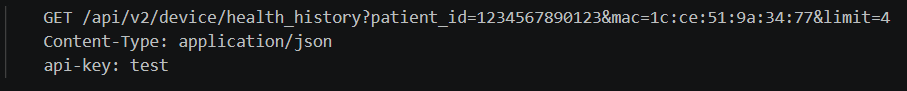 GET /api/v2/device/health_history?patient_id=1234567890123&mac=1c:ce:51:9a:34:77&limit=4
Content-Type: application/json
api-key: test